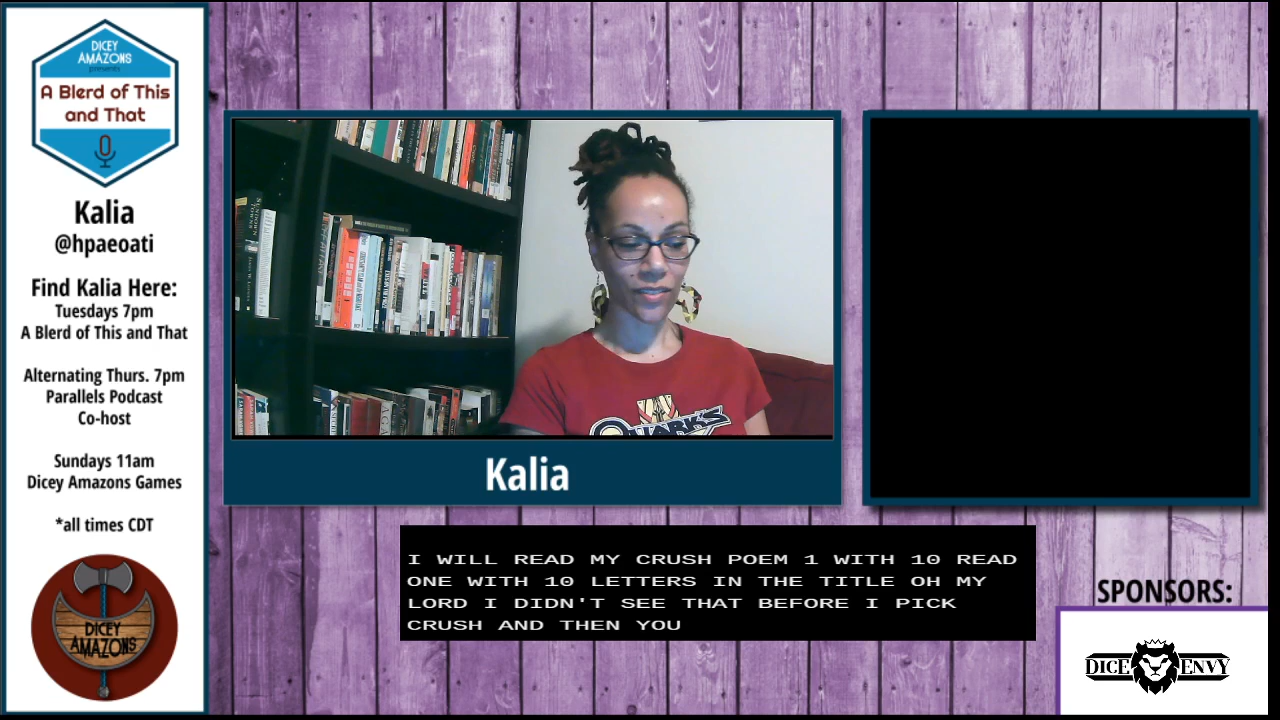 DICEY
AMAZONS
presents
A Blerd of This
and That
Kalia
@hpaeoati
Find Kalia Here:
Tuesdays 7pm
A Blerd of This and That
Alternating Thurs. 7pm
Parallels Podcast
Co-host
Sundays 11am
Dicey Amazons Games
*all times CDT
DICEY
AMAZONS
SUNDOWN
TOWNS
QUARK'S
Kalia
I WILL READ MY CRUSH POEM 1 WITH 10 READ
ONE WITH 10 LETTERS IN THE TITLE OH MY
LORD I DIDN'T SEE THAT BEFORE I PICK
CRUSH AND THEN YOU
SPONSORS:
DICE ENVY